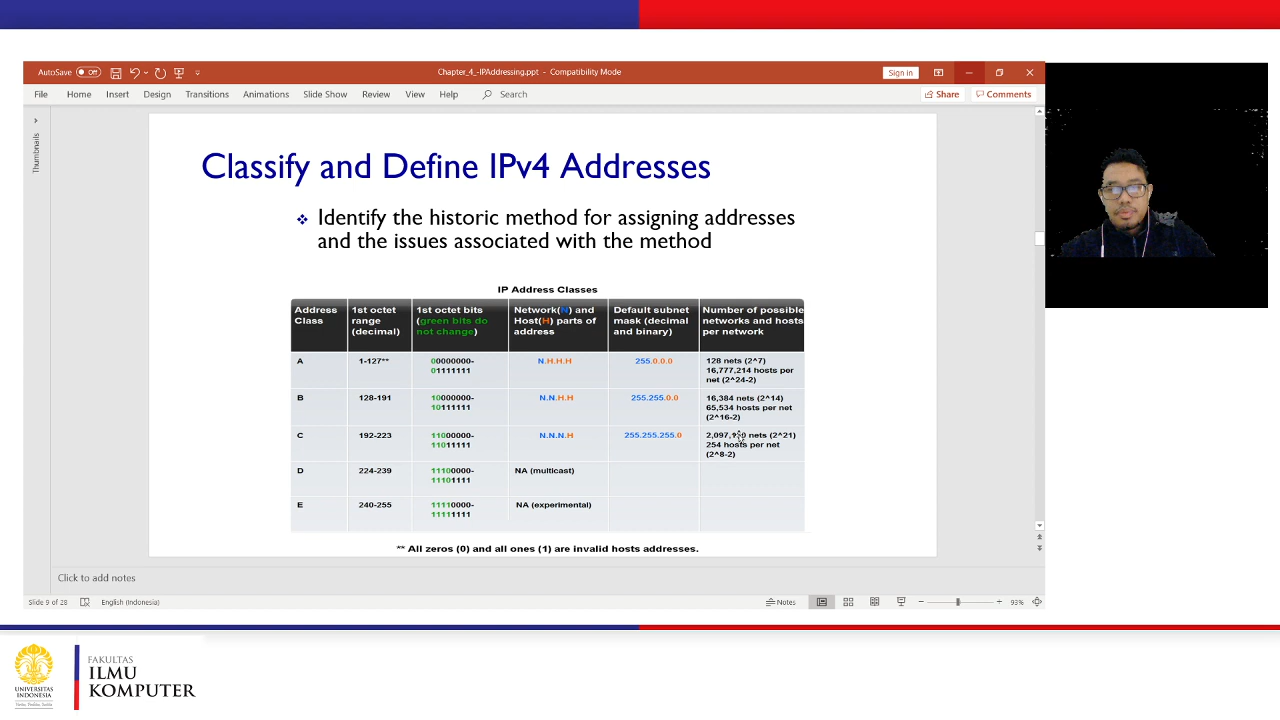 AutoSave Off
Chapter_4_-IPAddressing.ppt - Compatibility Mode
Sign in
File Home Insert Design Transitions Animations Slide Show Review View Help Search
Share Comments
Thumbnails
Classify and Define IPv4 Addresses
Identify the historic method for assigning addresses
and the issues associated with the method
IP Address Classes
Address Class
1st octet range (decimal)
1st octet bits (green bits do not change)
Network(N) and Host(H) parts of address
Default subnet mask (decimal and binary)
Number of possible networks and hosts per network
A
1-127**
00000000-
01111111
N.H.H.H
255.0.0.0
128 nets (2^7)
16,777,214 hosts per
net (2^24-2)
B
128-191
10000000-
10111111
N.N.H.H
255.255.0.0
16,384 nets (2^14)
65,534 hosts per net
(2^16-2)
C
192-223
11000000-
11011111
N.N.N.H
255.255.255.0
nets (2^21)
254 hosts per net
(2^8-2)
D
224-239
11100000-
11101111
NA (multicast)
E
240-255
11110000-
11111111
NA (experimental)
** All zeros (0) and all ones (1) are invalid hosts addresses.
Click to add notes
Slide 9 of 28
English (Indonesia)
Notes
93%
UNIVERSITAS
INDONESIA
FAKULTAS
ILMU
KOMPUTER